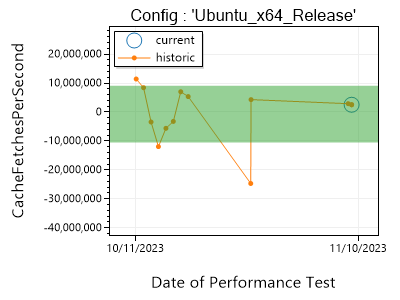 Config : 'Ubuntu_x64_Release'
current
historic
CacheFetchesPerSecond
20,000,000
10,000,000
0
-10,000,000
-20,000,000
-30,000,000
-40,000,000
10/11/2023
11/10/2023
Date of Performance Test